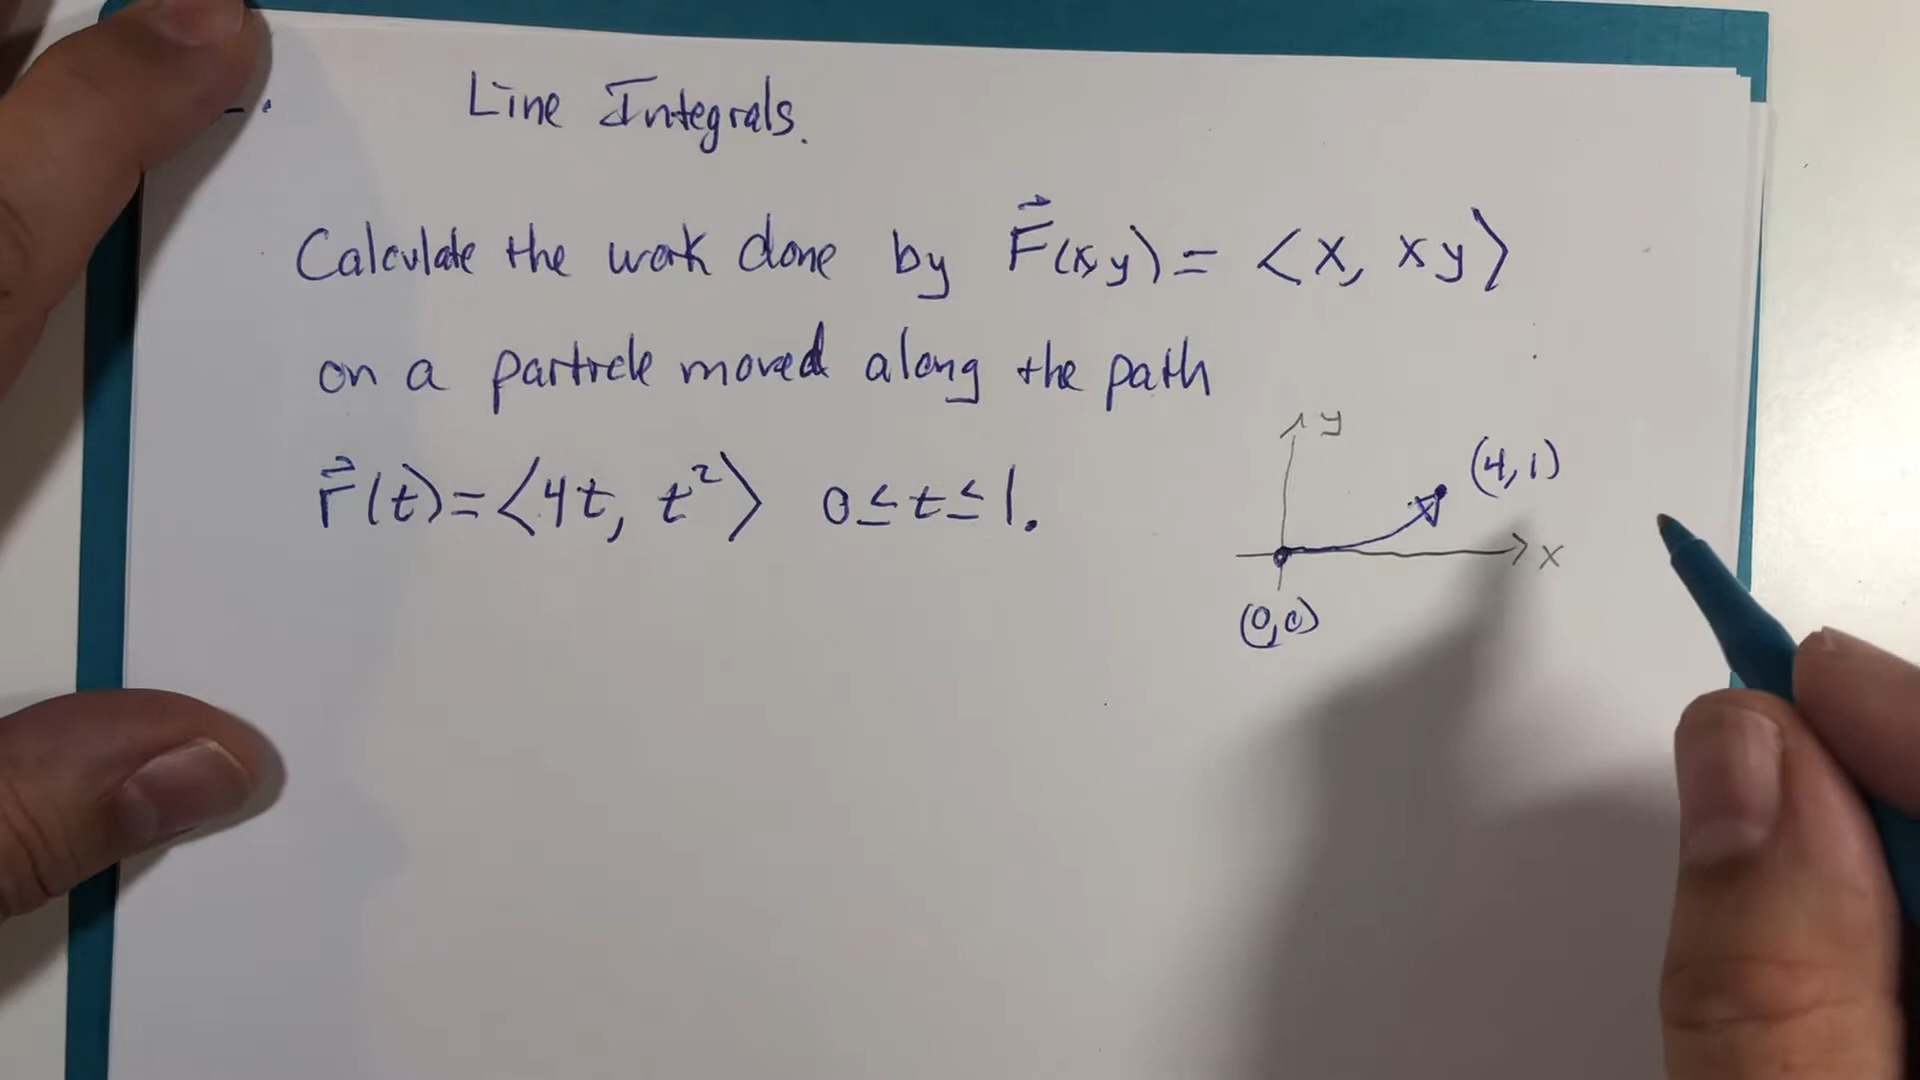 Line Integrals.
Calculate the work done by F⃗(x,y) = ⟨x, xy⟩
on a particle moved along the path
r⃗(t) = ⟨4t, t²⟩ 0≤t≤1.
y
(4,1)
x
(0,0)